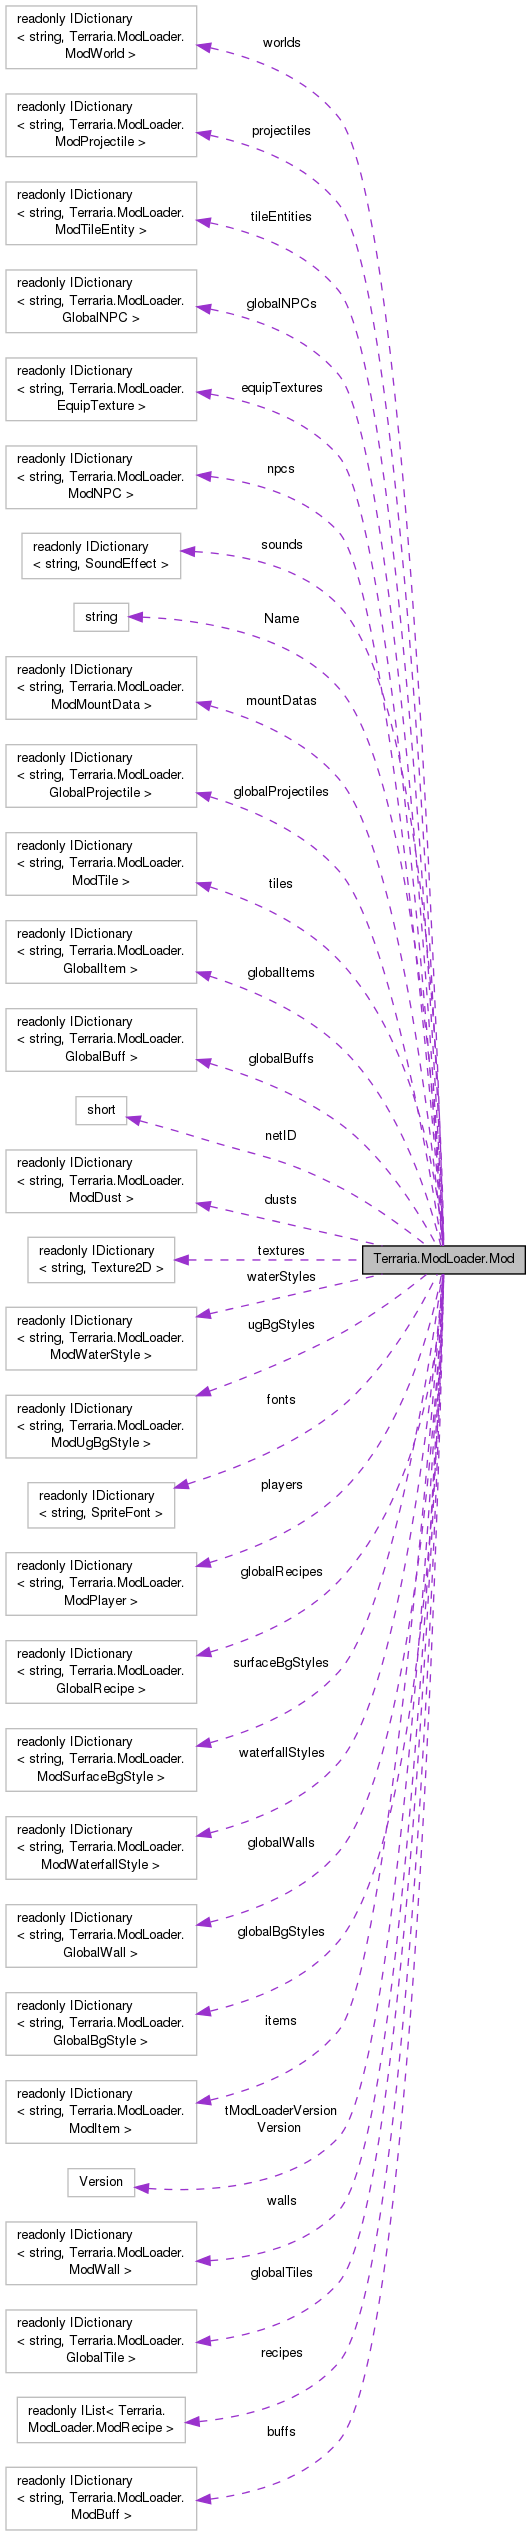 readonly IDictionary
< string, Terraria.ModLoader.
ModWorld >
worlds
readonly IDictionary
< string, Terraria.ModLoader.
ModProjectile >
projectiles
readonly IDictionary
< string, Terraria.ModLoader.
ModTileEntity >
tileEntities
readonly IDictionary
< string, Terraria.ModLoader.
GlobalNPC >
globalNPCs
readonly IDictionary
< string, Terraria.ModLoader.
EquipTexture >
equipTextures
readonly IDictionary
< string, Terraria.ModLoader.
ModNPC >
npcs
readonly IDictionary
< string, SoundEffect >
sounds
string
Name
readonly IDictionary
< string, Terraria.ModLoader.
ModMountData >
mountDatas
readonly IDictionary
< string, Terraria.ModLoader.
GlobalProjectile >
globalProjectiles
readonly IDictionary
< string, Terraria.ModLoader.
ModTile >
tiles
readonly IDictionary
< string, Terraria.ModLoader.
GlobalItem >
globalItems
readonly IDictionary
< string, Terraria.ModLoader.
GlobalBuff >
globalBuffs
short
netID
readonly IDictionary
< string, Terraria.ModLoader.
ModDust >
dusts
readonly IDictionary
< string, Texture2D >
textures
Terraria.ModLoader.Mod
readonly IDictionary
< string, Terraria.ModLoader.
ModWaterStyle >
waterStyles
readonly IDictionary
< string, Terraria.ModLoader.
ModUgBgStyle >
ugBgStyles
readonly IDictionary
< string, SpriteFont >
fonts
readonly IDictionary
< string, Terraria.ModLoader.
ModPlayer >
players
readonly IDictionary
< string, Terraria.ModLoader.
GlobalRecipe >
globalRecipes
readonly IDictionary
< string, Terraria.ModLoader.
ModSurfaceBgStyle >
surfaceBgStyles
readonly IDictionary
< string, Terraria.ModLoader.
ModWaterfallStyle >
waterfallStyles
readonly IDictionary
< string, Terraria.ModLoader.
GlobalWall >
globalWalls
readonly IDictionary
< string, Terraria.ModLoader.
GlobalBgStyle >
globalBgStyles
readonly IDictionary
< string, Terraria.ModLoader.
ModItem >
items
Version
tModLoaderVersion
Version
readonly IDictionary
< string, Terraria.ModLoader.
ModWall >
walls
readonly IDictionary
< string, Terraria.ModLoader.
GlobalTile >
globalTiles
readonly IList< Terraria.
ModLoader.ModRecipe >
recipes
readonly IDictionary
< string, Terraria.ModLoader.
ModBuff >
buffs